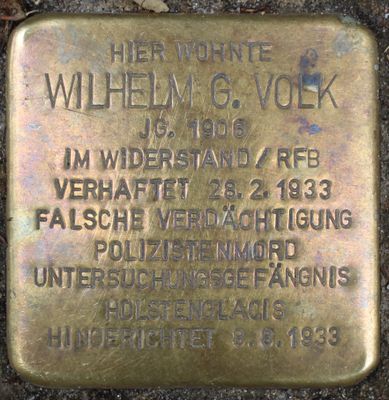 HIER WOHNTE
WILHELM G. VOLK
JG. 1906
IM WIDERSTAND / RFB
VERHAFTET 28.2.1933
FALSCHE VERDÄCHTIGUNG
POLIZISTENMORD
UNTERSUCHUNGSGEFÄNGNIS
HOLSTENGLACIS
HINGERICHTET 8.8.1933